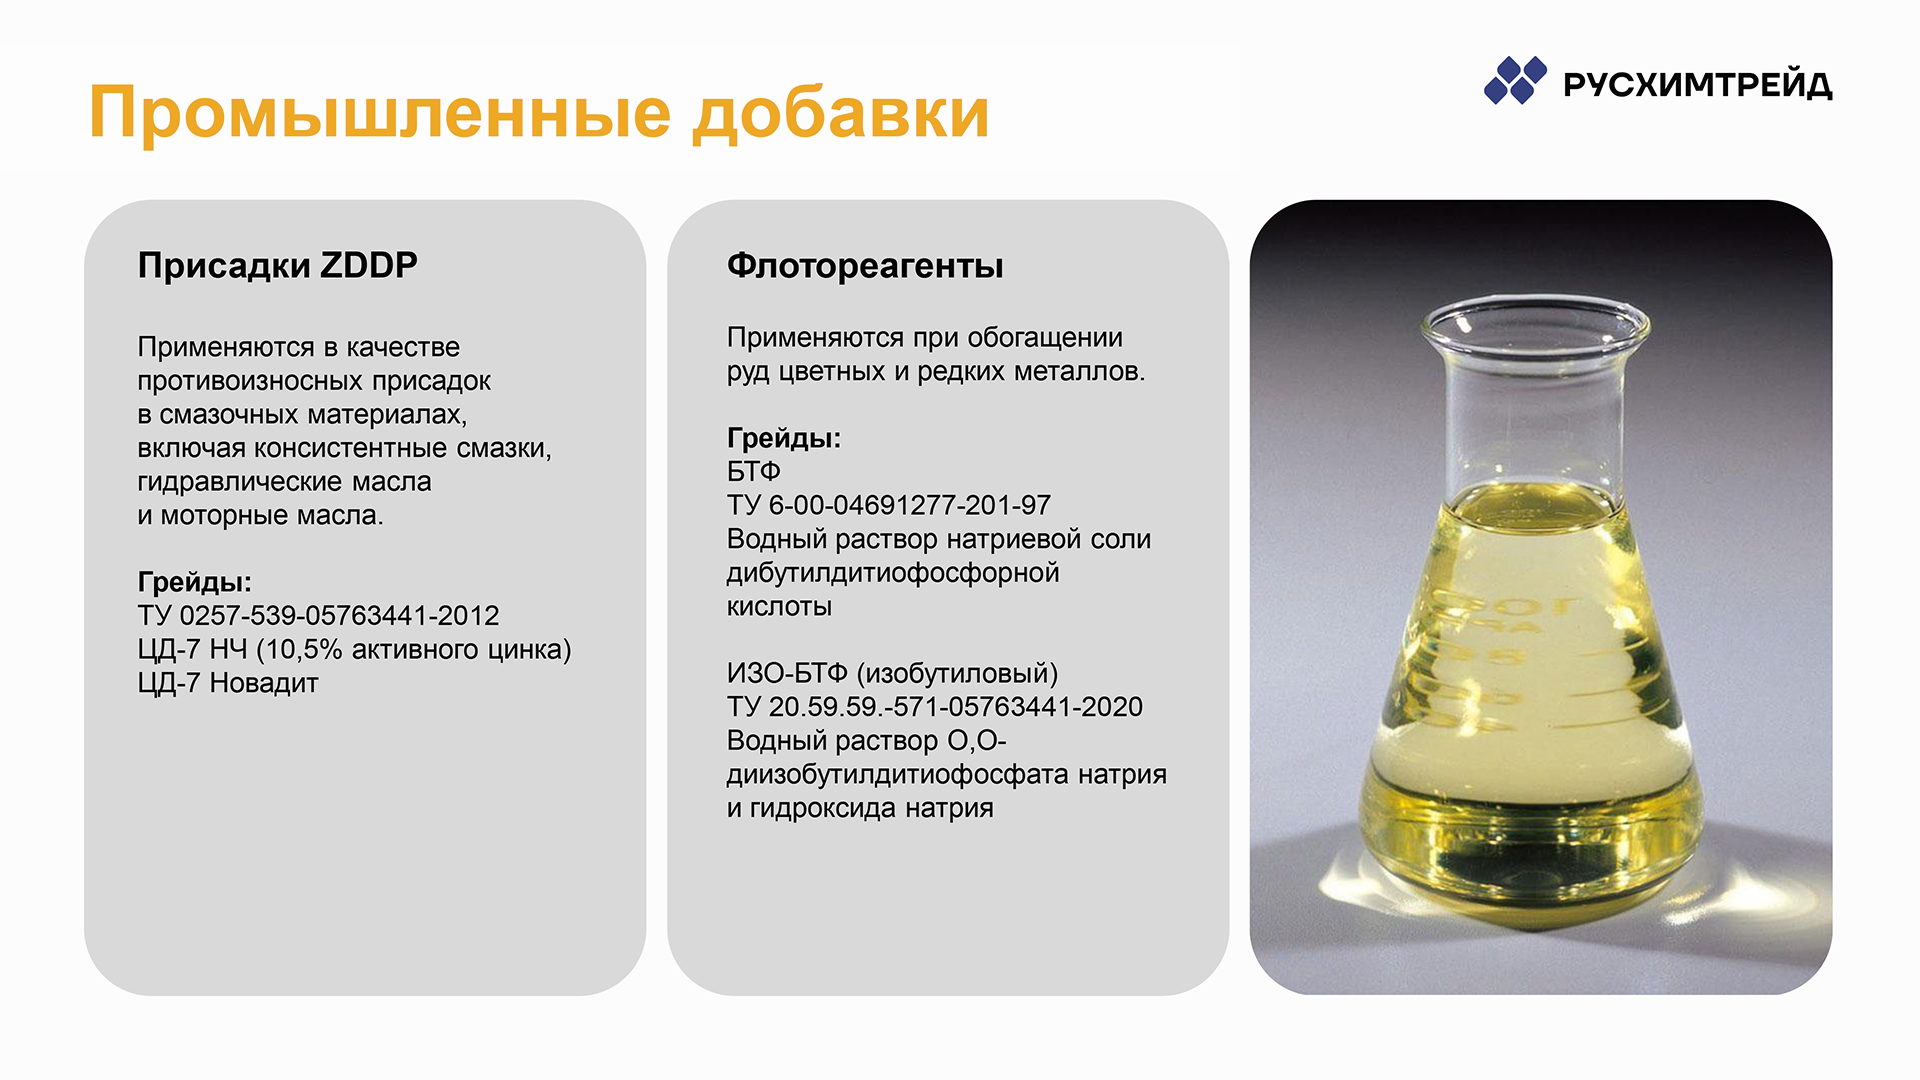 Промышленные добавки
РУСХИМТРЕЙД
Присадки ZDDP
Применяются в качестве
противоизносных присадок
в смазочных материалах,
включая консистентные смазки,
гидравлические масла
и моторные масла.
Грейды:
ТУ 0257-539-05763441-2012
ЦД-7 НЧ (10,5% активного цинка)
ЦД-7 Новадит
Флотореагенты
Применяются при обогащении
руд цветных и редких металлов.
Грейды:
БТФ
ТУ 6-00-04691277-201-97
Водный раствор натриевой соли
дибутилдитиофосфорной
кислоты
ИЗО-БТФ (изобутиловый)
ТУ 20.59.59.-571-05763441-2020
Водный раствор О,О-
диизобутилдитиофосфата натрия
и гидроксида натрия